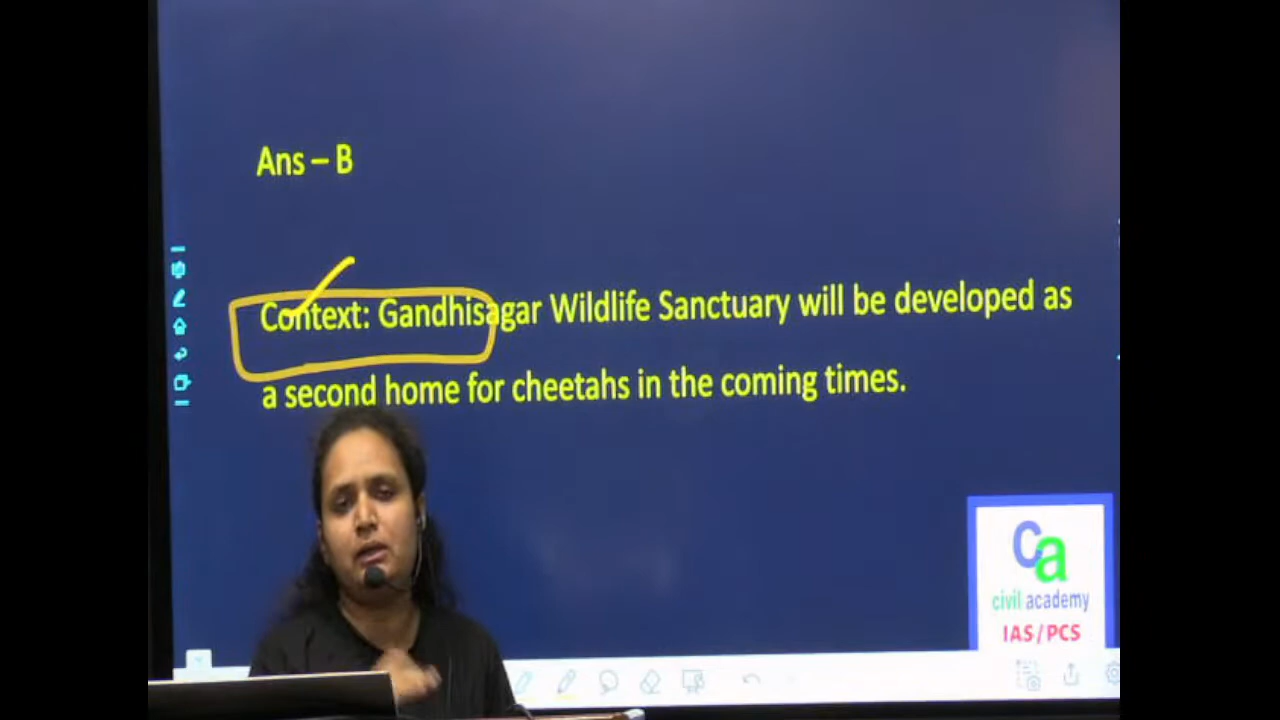 Ans – B
Context: Gandhisagar Wildlife Sanctuary will be developed as
a second home for cheetahs in the coming times.
ca
civil academy
IAS/PCS